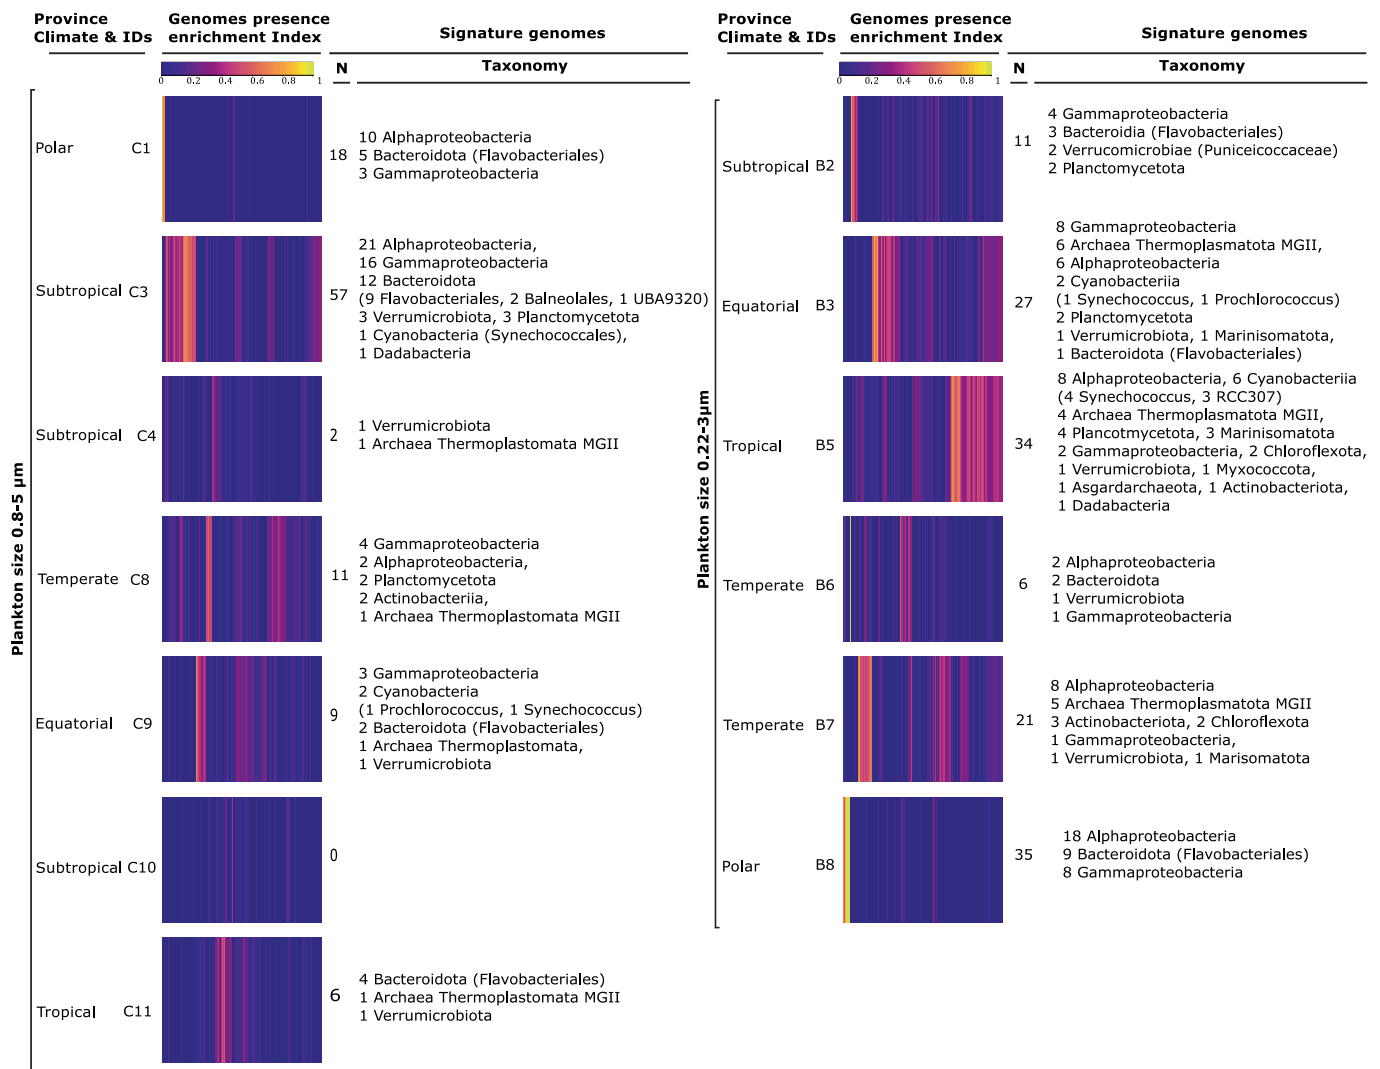 Province
Climate & IDs
Genomes presence
enrichment Index
Signature genomes
N
Taxonomy
0 0.2 0.4 0.6 0.8 1
Plankton size 0.8-5 µm
Polar C1
18
10 Alphaproteobacteria
5 Bacteroidota (Flavobacteriales)
3 Gammaproteobacteria
Subtropical C3
57
21 Alphaproteobacteria,
16 Gammaproteobacteria
12 Bacteroidota
(9 Flavobacteriales, 2 Balneolales, 1 UBA9320)
3 Verrumicrobiota, 3 Planctomycetota
1 Cyanobacteria (Synechococcales),
1 Dadabacteria
Subtropical C4
2
1 Verrumicrobiota
1 Archaea Thermoplastomata MGII
Temperate C8
11
4 Gammaproteobacteria
2 Alphaproteobacteria,
2 Planctomycetota
2 Actinobacteriia,
1 Archaea Thermoplastomata MGII
Equatorial C9
9
3 Gammaproteobacteria
2 Cyanobacteria
(1 Prochlorococcus, 1 Synechococcus)
2 Bacteroidota (Flavobacteriales)
1 Archaea Thermoplastomata,
1 Verrumicrobiota
Subtropical C10
0
Tropical C11
6
4 Bacteroidota (Flavobacteriales)
1 Archaea Thermoplastomata MGII
1 Verrumicrobiota
Province
Climate & IDs
Genomes presence
enrichment Index
Signature genomes
N
Taxonomy
0 0.2 0.4 0.6 0.8 1
Plankton size 0.22-3µm
Subtropical B2
11
4 Gammaproteobacteria
3 Bacteroidia (Flavobacteriales)
2 Verrucomicrobiae (Puniceicoccaceae)
2 Planctomycetota
Equatorial B3
27
8 Gammaproteobacteria
6 Archaea Thermoplasmatota MGII,
6 Alphaproteobacteria
2 Cyanobacteriia
(1 Synechococcus, 1 Prochlorococcus)
2 Planctomycetota
1 Verrumicrobiota, 1 Marinisomatota,
1 Bacteroidota (Flavobacteriales)
Tropical B5
34
8 Alphaproteobacteria, 6 Cyanobacteriia
(4 Synechococcus, 3 RCC307)
4 Archaea Thermoplasmatota MGII,
4 Plancotmycetota, 3 Marinisomatota
2 Gammaproteobacteria, 2 Chloroflexota,
1 Verrumicrobiota, 1 Myxococcota,
1 Asgardarchaeota, 1 Actinobacteriota,
1 Dadabacteria
Temperate B6
6
2 Alphaproteobacteria
2 Bacteroidota
1 Verrumicrobiota
1 Gammaproteobacteria
Temperate B7
21
8 Alphaproteobacteria
5 Archaea Thermoplasmatota MGII
3 Actinobacteriota, 2 Chloroflexota
1 Gammaproteobacteria,
1 Verrumicrobiota, 1 Marisomatota
Polar B8
35
18 Alphaproteobacteria
9 Bacteroidota (Flavobacteriales)
8 Gammaproteobacteria